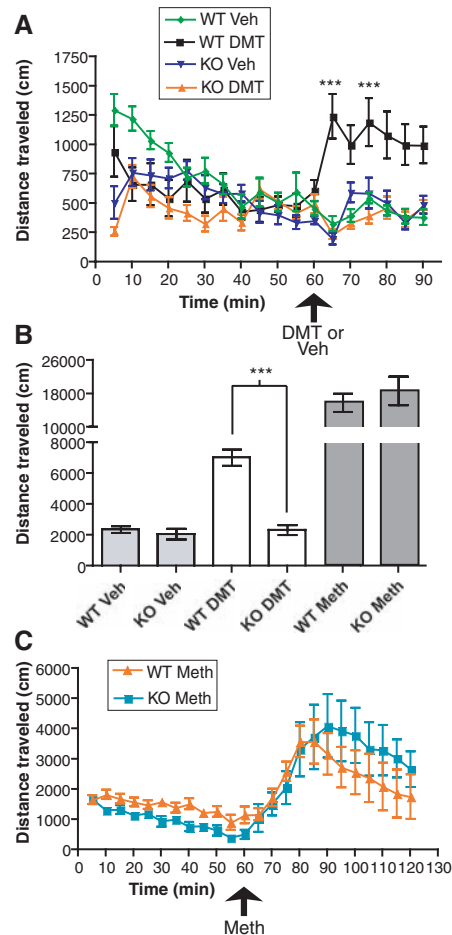 A
WT Veh
WT DMT
KO Veh
KO DMT
Distance traveled (cm)
1750
1500
1250
1000
750
500
250
0
*** ***
0 10 20 30 40 50 60 70 80 90
Time (min)
DMT or
Veh
B
Distance traveled (cm)
26000
18000
10000
8000
6000
4000
2000
0
***
WT Veh
KO Veh
WT DMT
KO DMT
WT Meth
KO Meth
C
WT Meth
KO Meth
Distance traveled (cm)
6000
5000
4000
3000
2000
1000
0
0 10 20 30 40 50 60 70 80 90 100 110 120 130
Time (min)
Meth